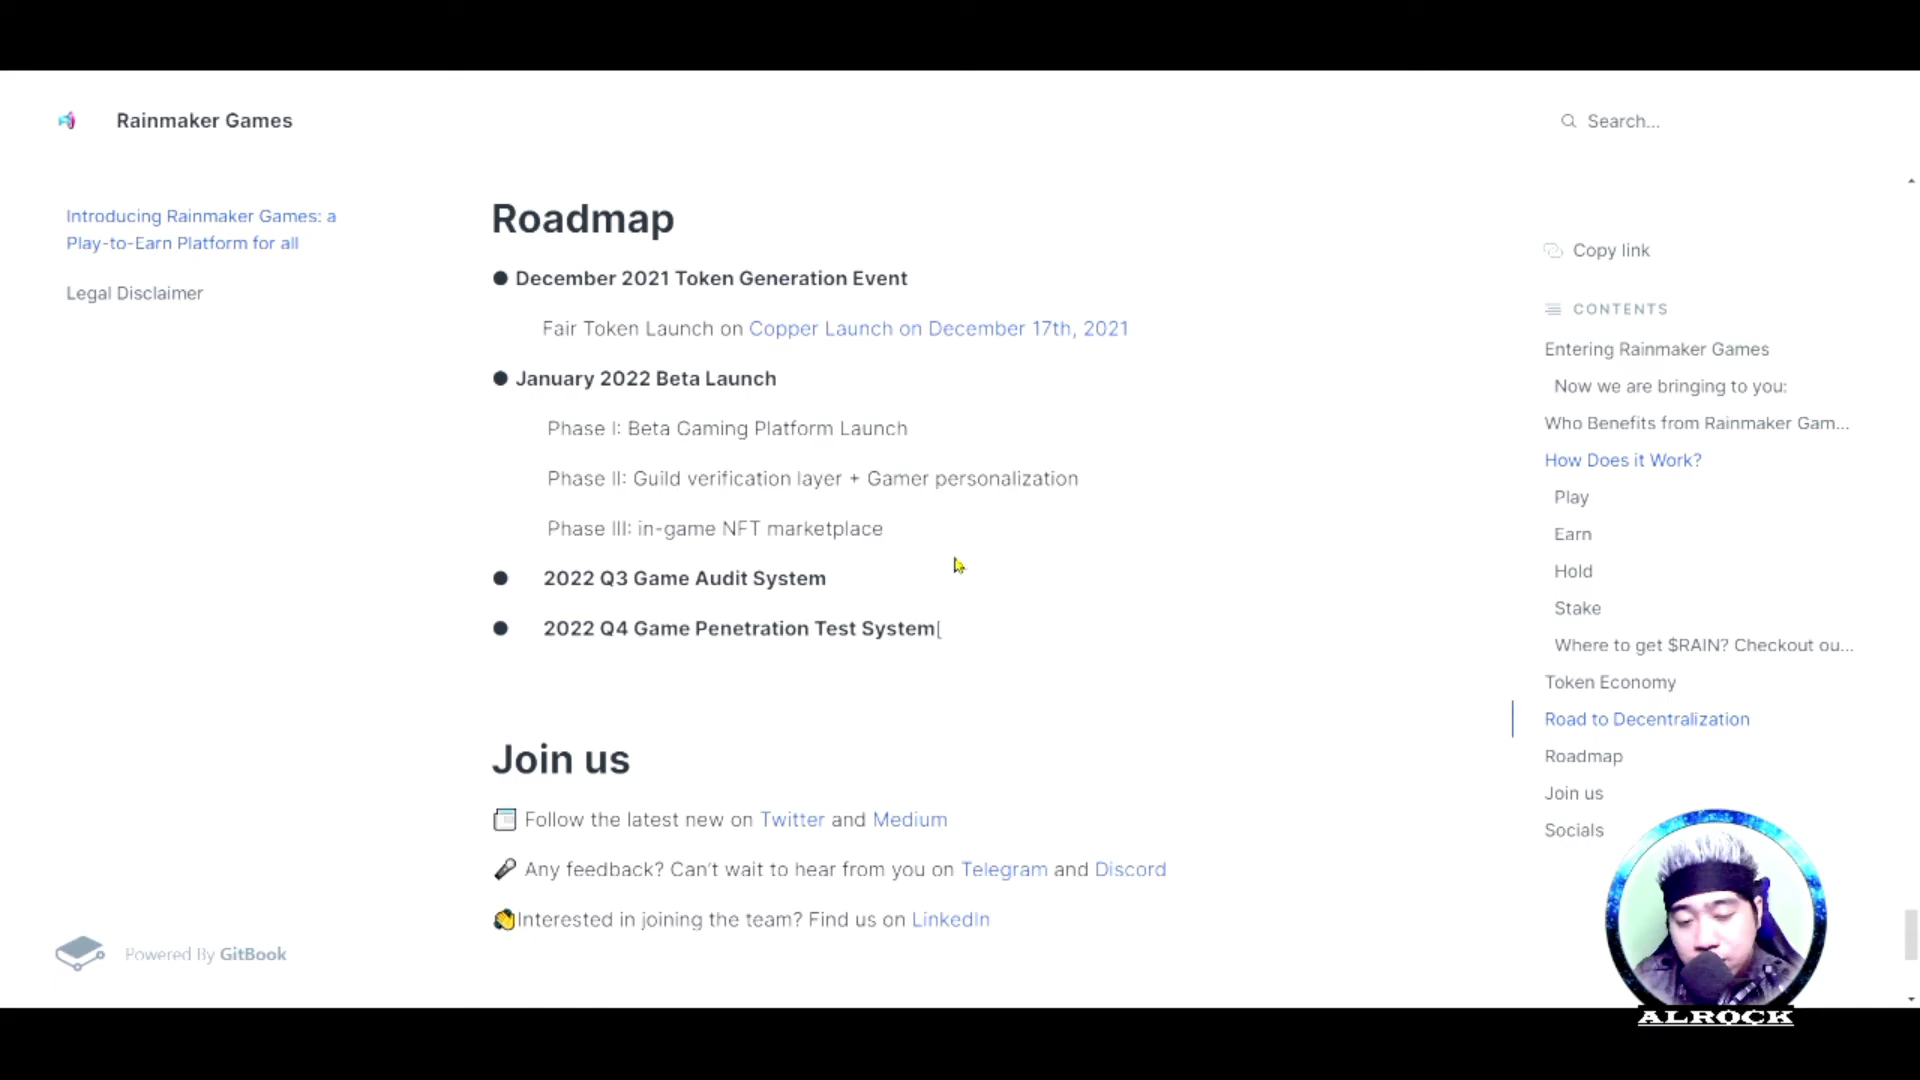 Rainmaker Games
Search...
Introducing Rainmaker Games: a
Play-to-Earn Platform for all
Legal Disclaimer
Roadmap
● December 2021 Token Generation Event
Fair Token Launch on Copper Launch on December 17th, 2021
● January 2022 Beta Launch
Phase I: Beta Gaming Platform Launch
Phase II: Guild verification layer + Gamer personalization
Phase III: in-game NFT marketplace
● 2022 Q3 Game Audit System
● 2022 Q4 Game Penetration Test System[
Join us
Follow the latest new on Twitter and Medium
Any feedback? Can't wait to hear from you on Telegram and Discord
Interested in joining the team? Find us on LinkedIn
Powered By GitBook
Copy link
CONTENTS
Entering Rainmaker Games
Now we are bringing to you:
Who Benefits from Rainmaker Gam...
How Does it Work?
Play
Earn
Hold
Stake
Where to get $RAIN? Checkout ou...
Token Economy
Road to Decentralization
Roadmap
Join us
Socials
ALROCK